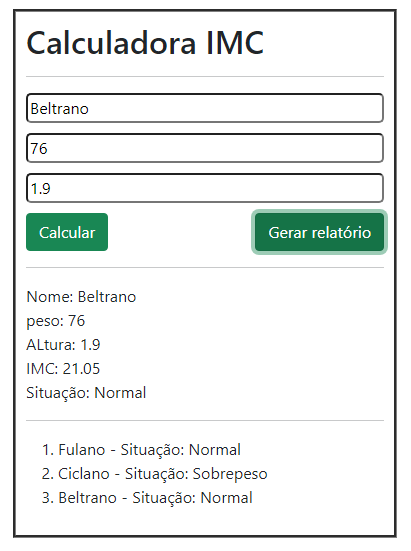 Calculadora IMC
Beltrano
76
1.9
Calcular Gerar relatório
Nome: Beltrano
peso: 76
ALtura: 1.9
IMC: 21.05
Situação: Normal
1. Fulano - Situação: Normal
2. Ciclano - Situação: Sobrepeso
3. Beltrano - Situação: Normal